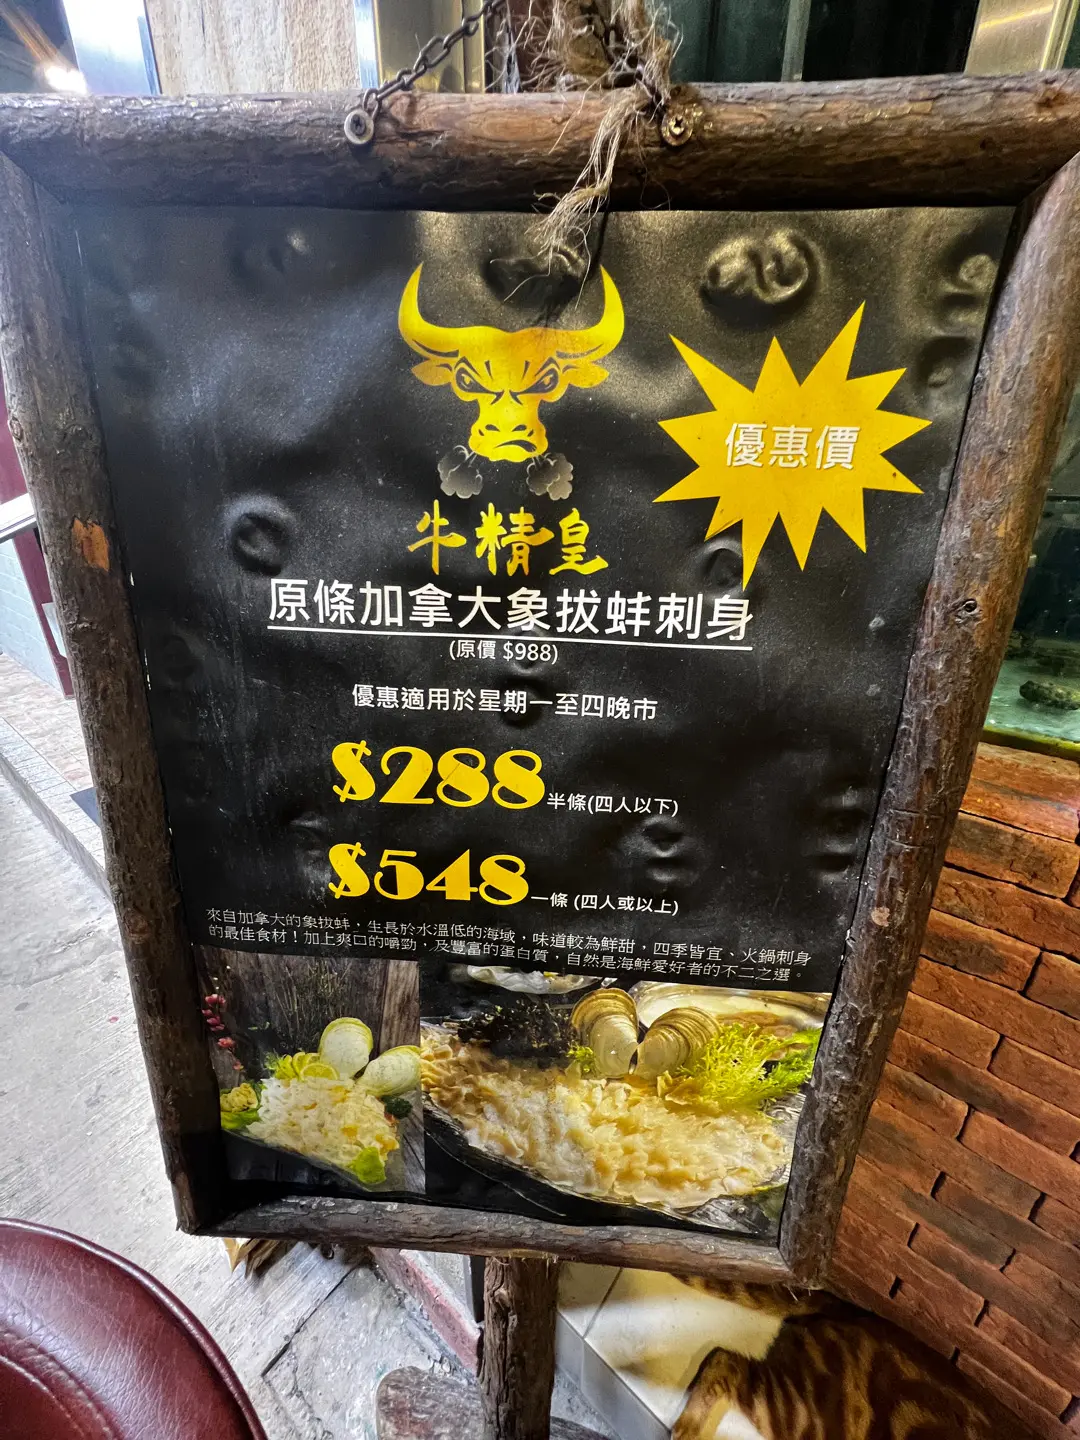 優惠價
牛精皇
原條加拿大象拔蚌刺身
(原價 $988)
優惠適用於星期一至四晚市
$288 半條(四人以下)
$548 一條 (四人或以上)
來自加拿大的象拔蚌，生長於水溫低的海域，味道較為鮮甜，四季皆宜、火鍋刺身
的最佳食材！加上爽口的嚼勁，及豐富的蛋白質，自然是海鮮愛好者的不二之選。